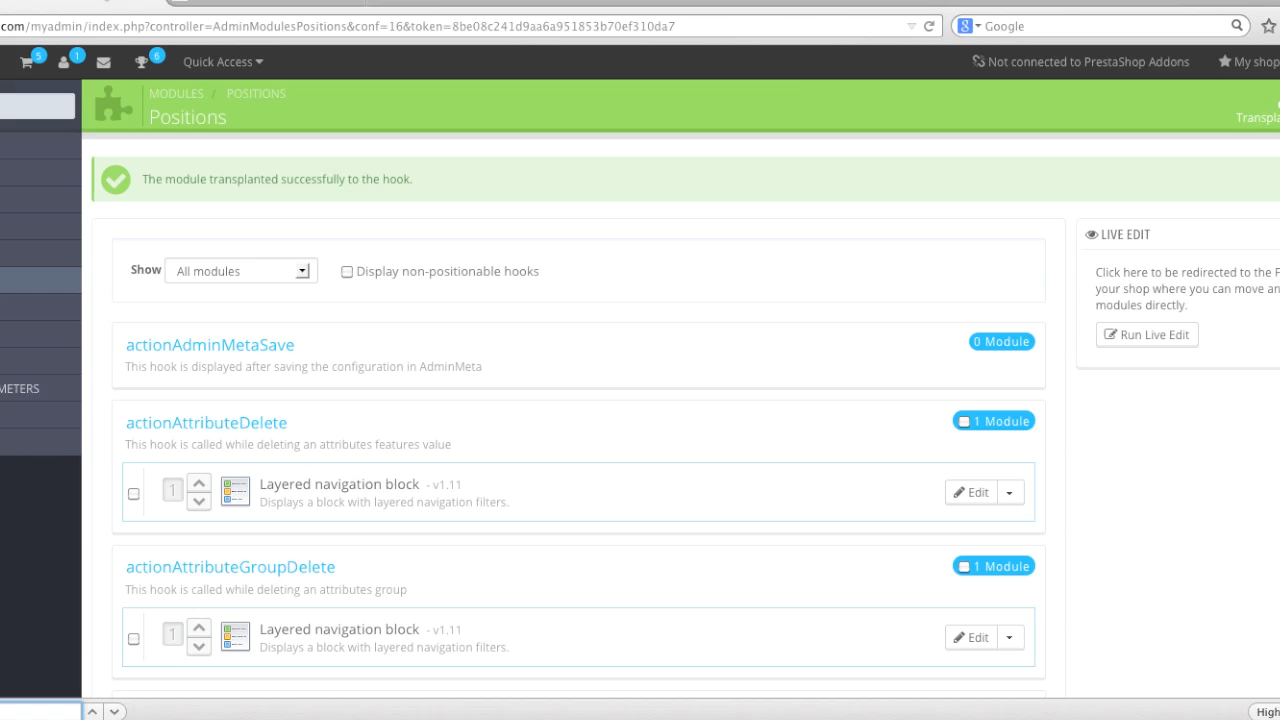 com/myadmin/index.php?controller=AdminModulesPositions&conf=16&token=8be08c241d9aa6a951853b70ef310da7
Google
5
1
6
Quick Access
Not connected to PrestaShop Addons
My shop
MODULES / POSITIONS
Positions
Transpla
The module transplanted successfully to the hook.
Show
All modules
Display non-positionable hooks
LIVE EDIT
Click here to be redirected to the F
your shop where you can move an
modules directly.
Run Live Edit
actionAdminMetaSave
0 Module
This hook is displayed after saving the configuration in AdminMeta
METERS
actionAttributeDelete
1 Module
This hook is called while deleting an attributes features value
1
Layered navigation block - v1.11
Displays a block with layered navigation filters.
Edit
actionAttributeGroupDelete
1 Module
This hook is called while deleting an attributes group
1
Layered navigation block - v1.11
Displays a block with layered navigation filters.
Edit
High